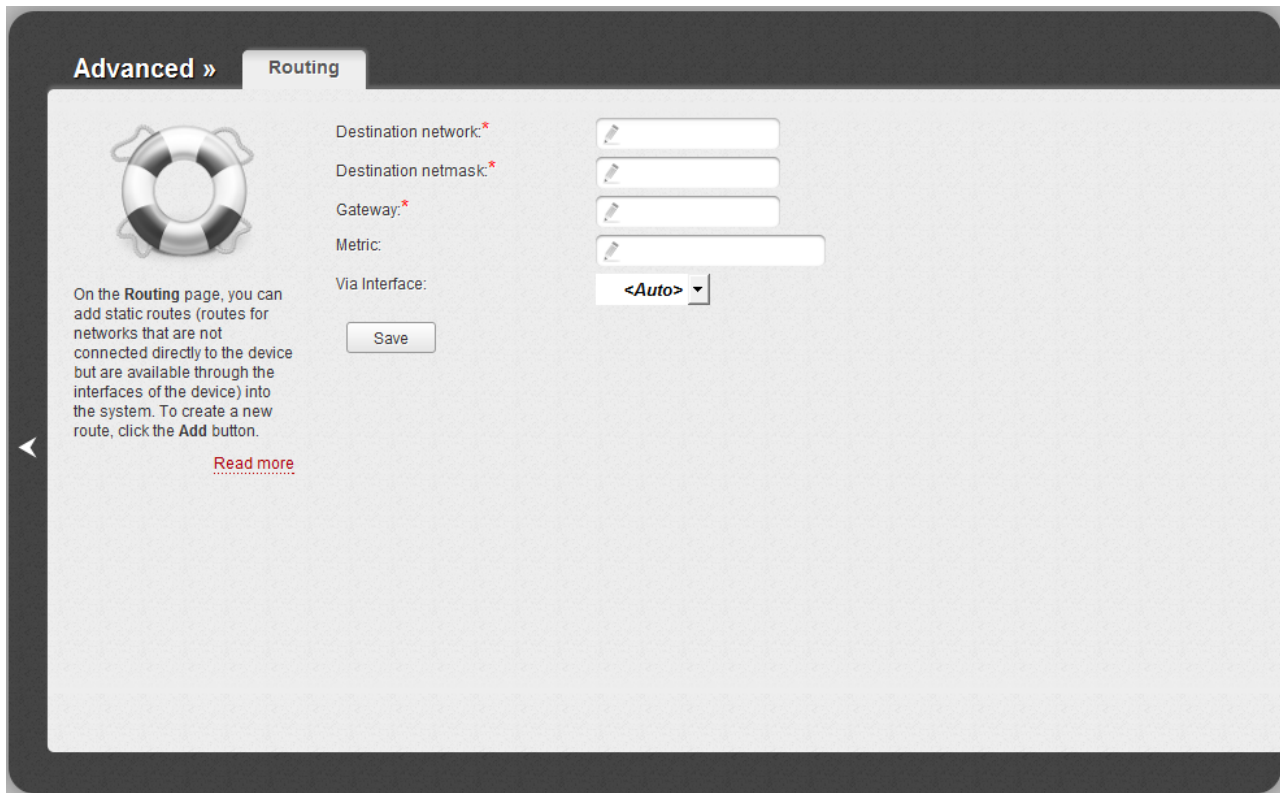 Advanced »
Routing
Destination network:*
Destination netmask:*
Gateway:*
Metric:
Via Interface:
<Auto>
Save
On the Routing page, you can
add static routes (routes for
networks that are not
connected directly to the device
but are available through the
interfaces of the device) into
the system. To create a new
route, click the Add button.
Read more